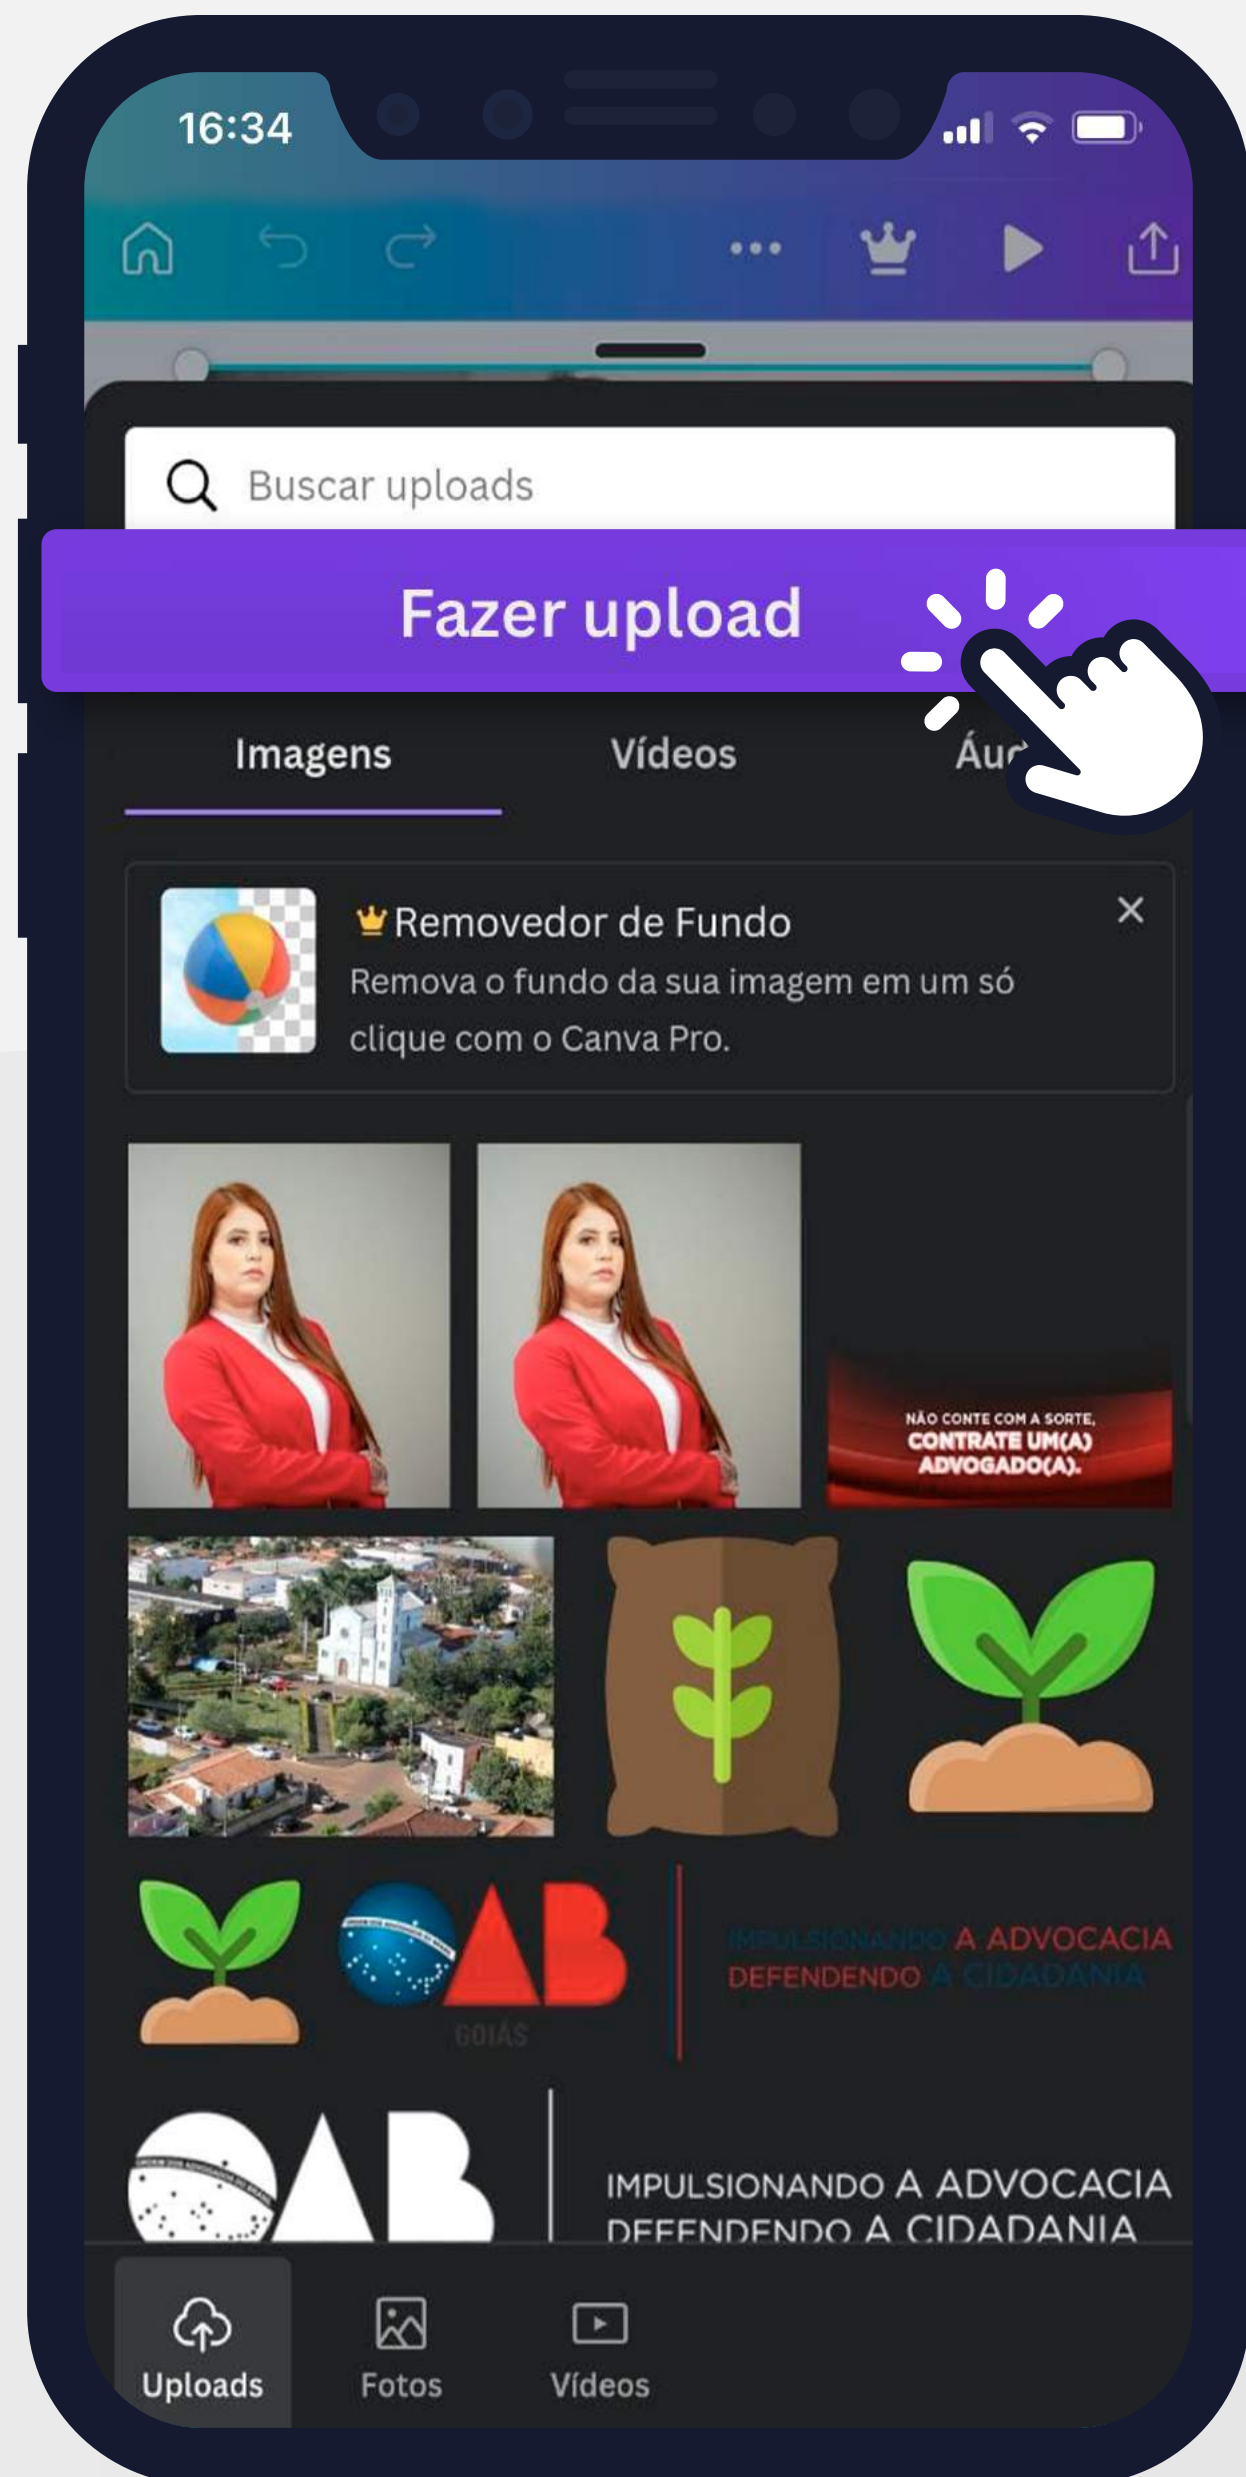 16:34
Buscar uploads
Fazer upload
Imagens Vídeos
Removedor de Fundo
Remova o fundo da sua imagem em um só
clique com o Canva Pro.
NÃO CONTE COM A SORTE,
CONTRATE UM(A)
ADVOGADO(A).
OAB
GOIÁS
IMPULSIONANDO A ADVOCACIA
DEFENDENDO A CIDADANIA
OAB
IMPULSIONANDO A ADVOCACIA
DEFENDENDO A CIDADANIA
Uploads Fotos Vídeos